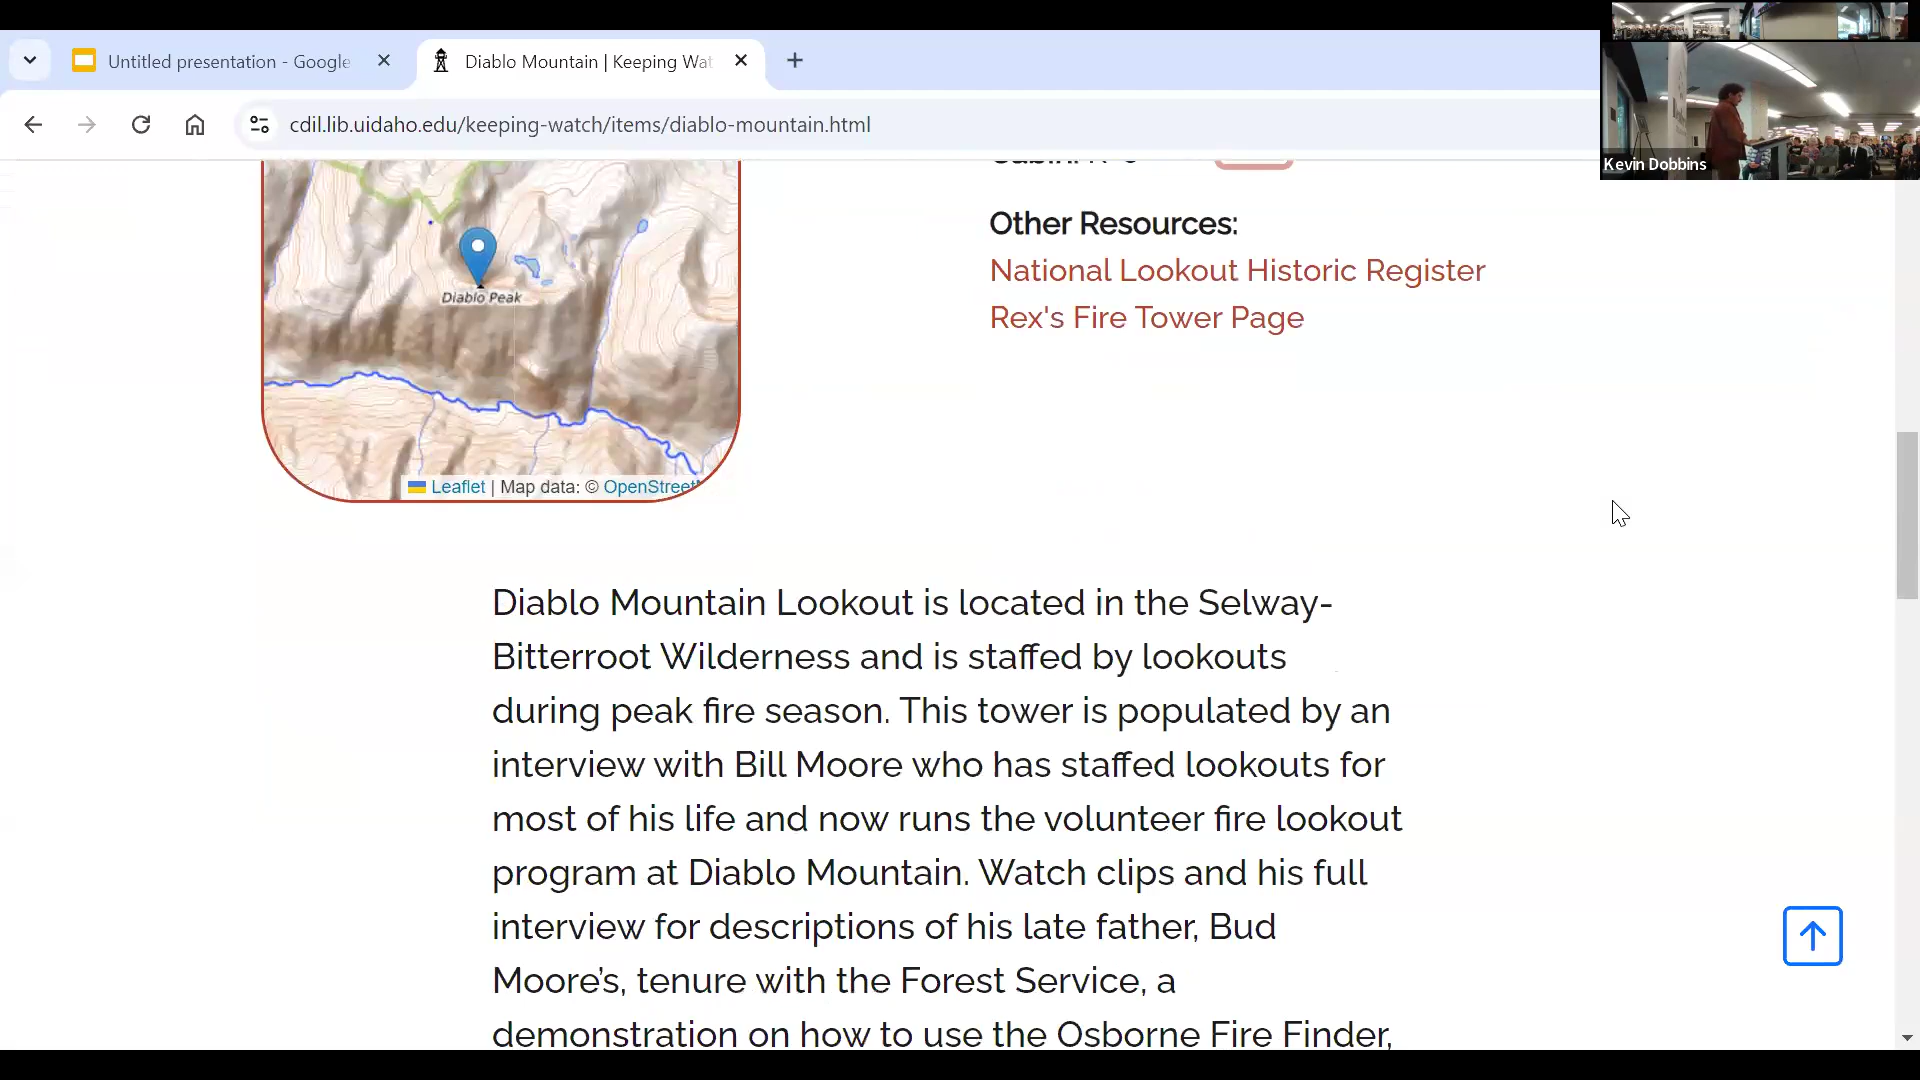 Untitled presentation - Google
Diablo Mountain | Keeping Wat
cdil.lib.uidaho.edu/keeping-watch/items/diablo-mountain.html
Kevin Dobbins
Other Resources:
National Lookout Historic Register
Rex's Fire Tower Page
Diablo Peak
Leaflet | Map data: © OpenStreet
Diablo Mountain Lookout is located in the Selway-
Bitterroot Wilderness and is staffed by lookouts
during peak fire season. This tower is populated by an
interview with Bill Moore who has staffed lookouts for
most of his life and now runs the volunteer fire lookout
program at Diablo Mountain. Watch clips and his full
interview for descriptions of his late father, Bud
Moore’s, tenure with the Forest Service, a
demonstration on how to use the Osborne Fire Finder,